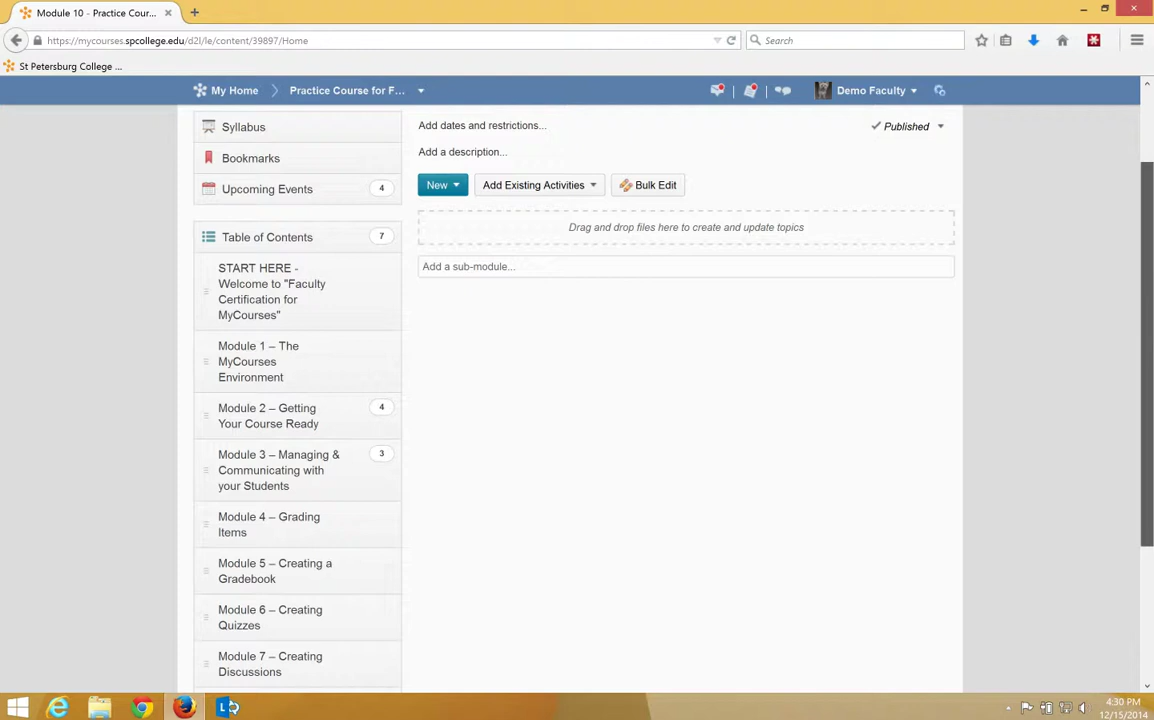 Module 10 - Practice Cour...
https://mycourses.spcollege.edu/d2l/le/content/39897/Home
Search
St Petersburg College ...
My Home
Practice Course for F...
Demo Faculty
Syllabus
Bookmarks
Upcoming Events 4
Table of Contents 7
START HERE -
Welcome to "Faculty
Certification for
MyCourses"
Module 1 – The
MyCourses
Environment
Module 2 – Getting 4
Your Course Ready
Module 3 – Managing & 3
Communicating with
your Students
Module 4 – Grading
Items
Module 5 – Creating a
Gradebook
Module 6 – Creating
Quizzes
Module 7 – Creating
Discussions
Add dates and restrictions...
Published
Add a description...
New
Add Existing Activities
Bulk Edit
Drag and drop files here to create and update topics
Add a sub-module...
4:30 PM
12/15/2014